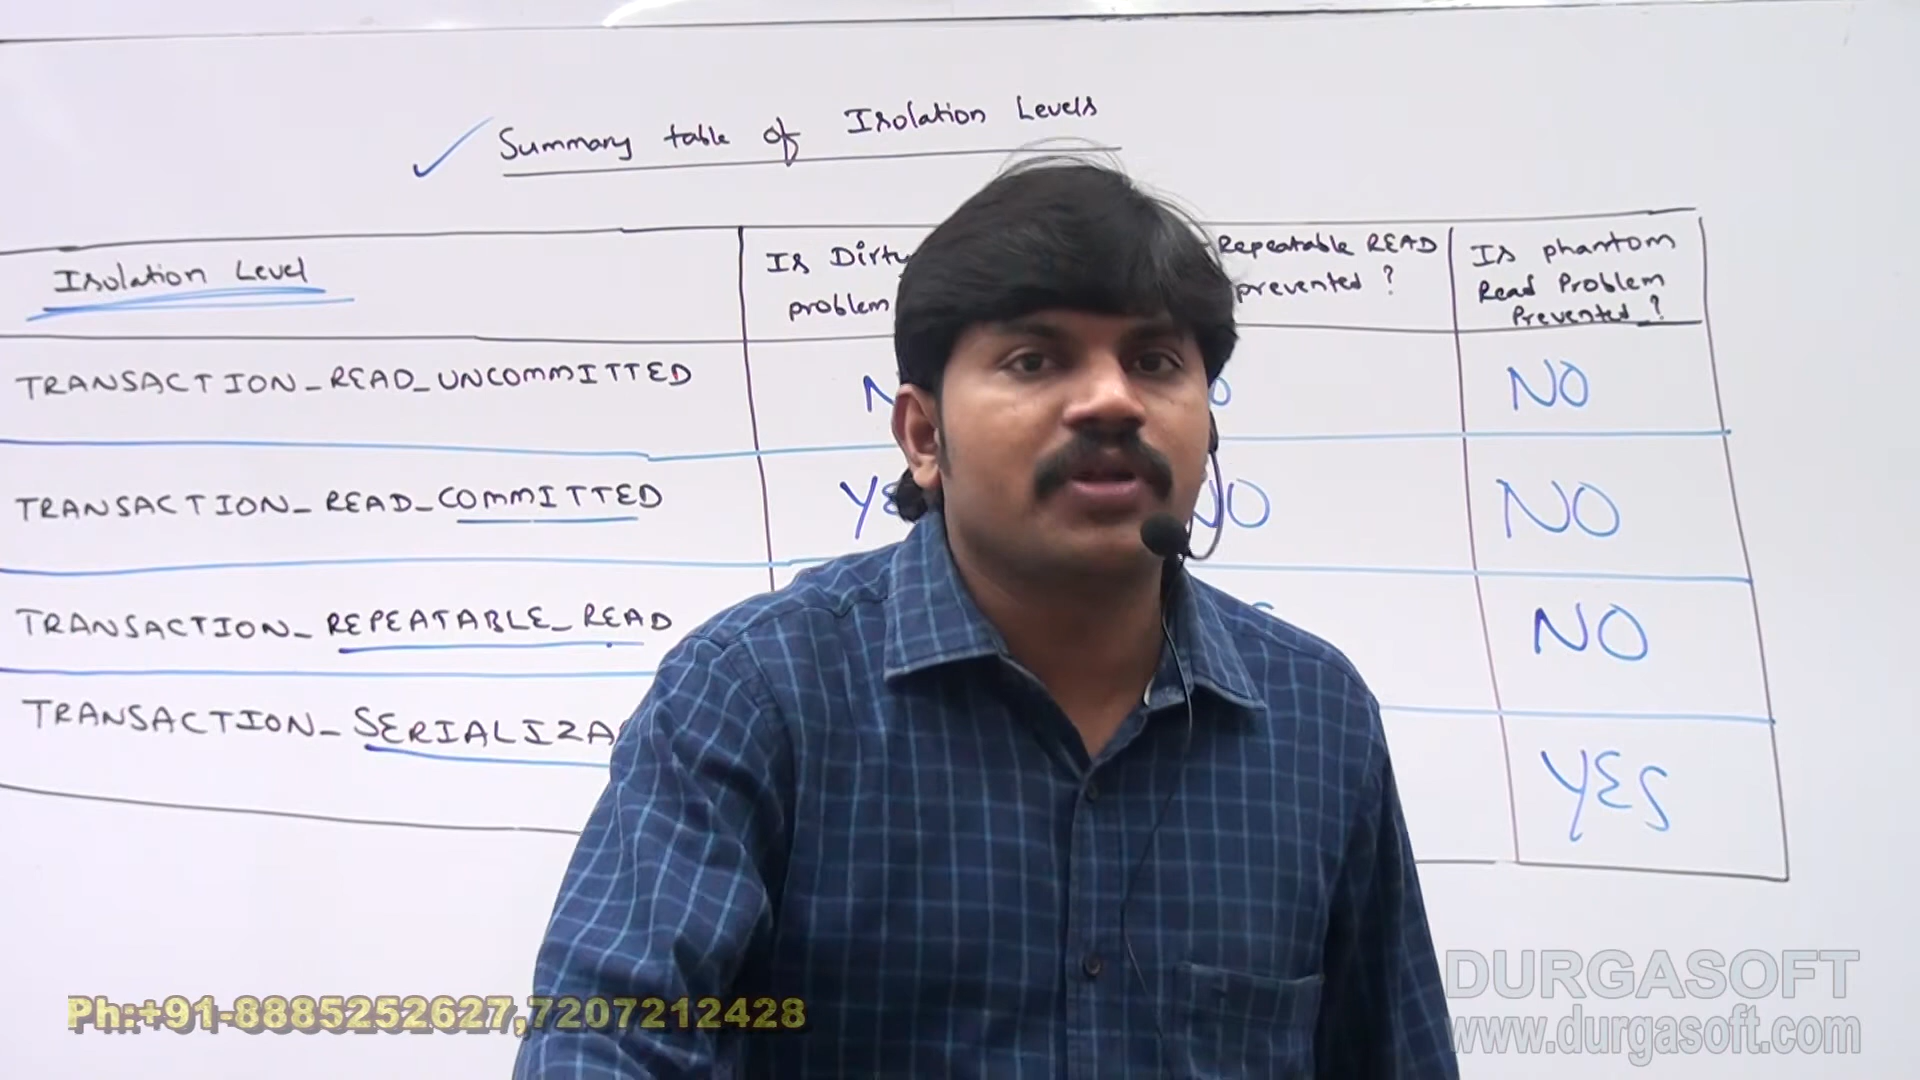 Summary table of Isolation Levels
Isolation Level
Is Dirty
problem
Repeatable READ
prevented ?
Is phantom
Read Problem
Prevented ?
TRANSACTION_READ_UNCOMMITTED
NO
TRANSACTION_READ_COMMITTED
YE
NO
NO
TRANSACTION_REPEATABLE_READ
NO
TRANSACTION_SERIALIZA
YES
Ph:+91-8885252627,7207212428
DURGASOFT
www.durgasoft.com